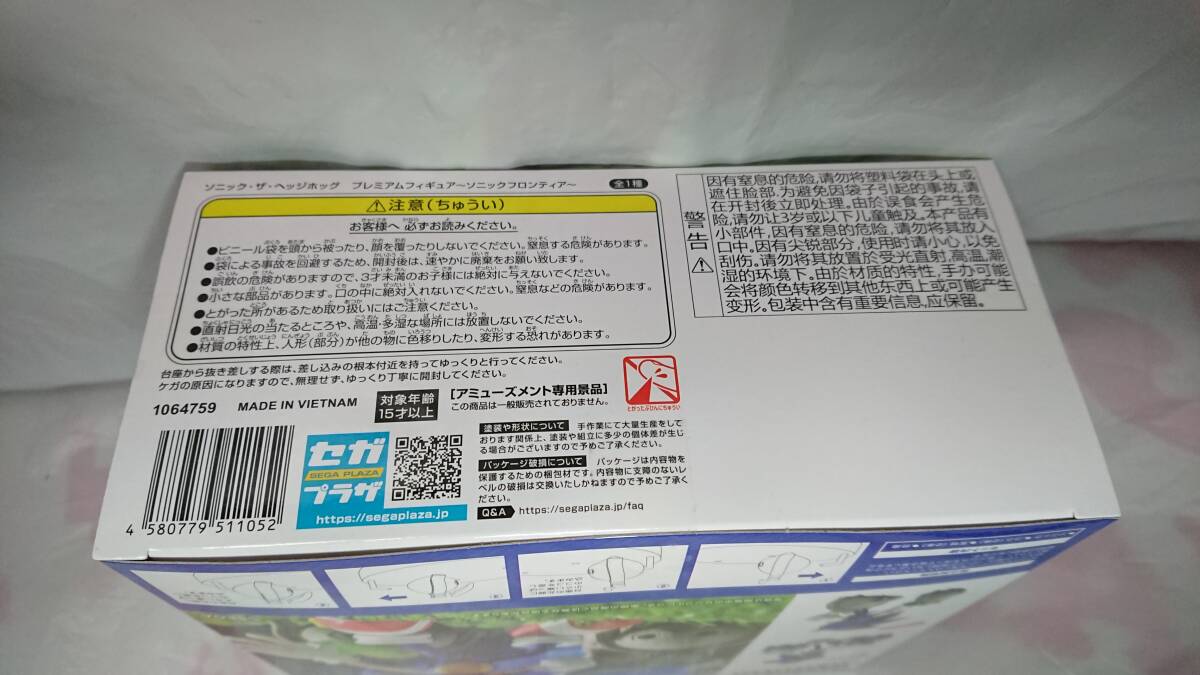 ソニック・ザ・ヘッジホッグ プレミアムフィギュア～ソニックフロンティア～ 全1種
⚠注意(ちゅうい)
お客様へ 必ずお読みください。
●ビニール袋を頭から被ったり、顔を覆ったりしないでください。窒息する危険があります。
●袋による事故を回避するため、開封後は、速やかに廃棄をお願い致します。
●誤飲の危険がありますので、3才未満のお子様には絶対に与えないでください。
●小さな部品があります。口の中に絶対入れないでください。窒息などの危険があります。
●とがった所があるため取り扱いにはご注意ください。
●直射日光の当たるところや、高温・多湿な場所には放置しないでください。
●材質の特性上、人形(部分)が他の物に色移りしたり、変形する恐れがあります。
台座から抜き差しする際は、差し込みの根本付近を持ってゆっくりと行ってください。
ケガの原因になりますので、無理せず、ゆっくり丁寧に開封してください。
1064759 MADE IN VIETNAM
対象年齢
15才以上
[アミューズメント専用景品]
この商品は一般販売されておりません。
とがったぶひんにちゅうい
セガ
SEGA PLAZA
プラザ
https://segaplaza.jp
4 580779 511052
塗装や形状について 手作業にて大量生産をして
おります関係上、塗装や組立に多少の個体差が生じ
る場合がございますので予めご了承ください。
パッケージ破損について パッケージは内容物を
保護するための梱包材です。内容物に支障のないレ
ベルの破損は交換いたしかねますので予めご了承く
ださい。
Q&A https://segaplaza.jp/faq
警告⚠
因有窒息的危险,请勿将塑料袋在头上或
遮住脸部.为避免因袋子引起的事故,请
在开封后立即处理。由於误食会产生危
险,请勿让3岁或以下儿童触及.本产品有
小部件,因有窒息的危险,请勿将其放入
口中。因有尖锐部分,使用时请小心,以免
刮伤。请勿将其放置於受光直射,高温,潮
湿的环境下。由於材质的特性,手办可能
会将颜色转移到其他东西上或可能产生
变形。包装中含有重要信息,应保留。